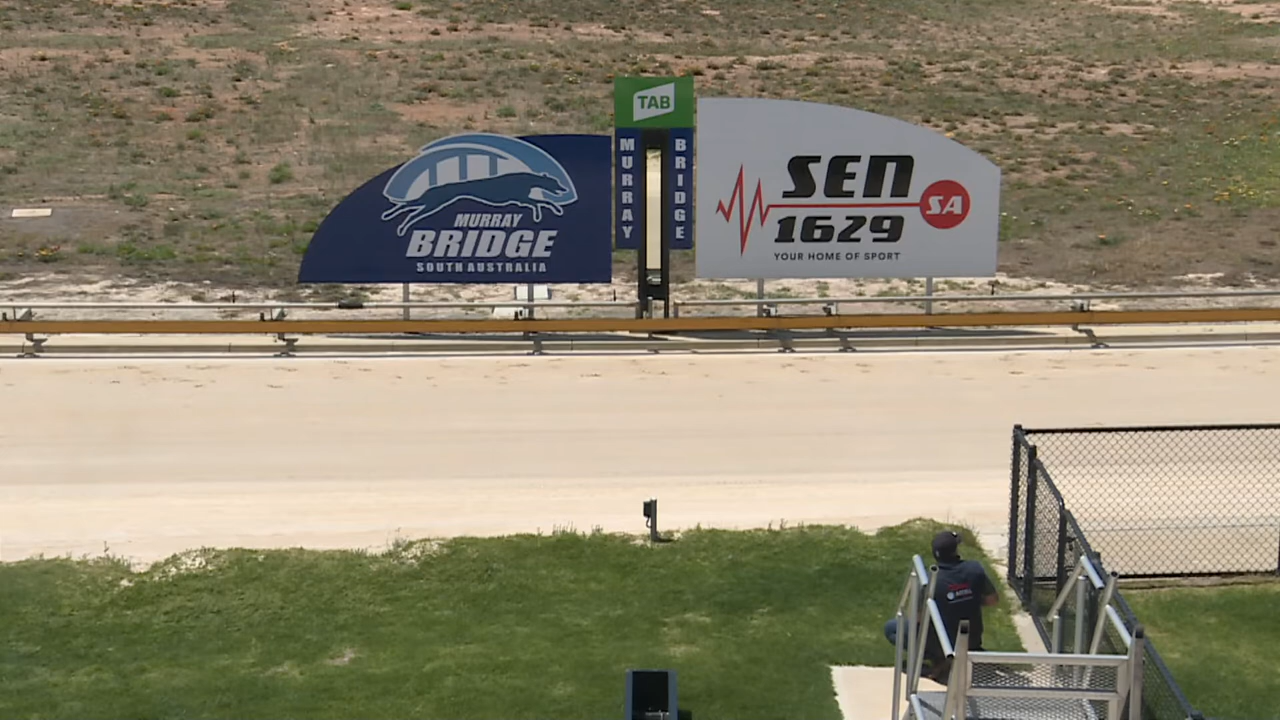 TAB
MURRAY
BRIDGE
MURRAY
BRIDGE
SOUTH AUSTRALIA
SEN
SA
1629
YOUR HOME OF SPORT